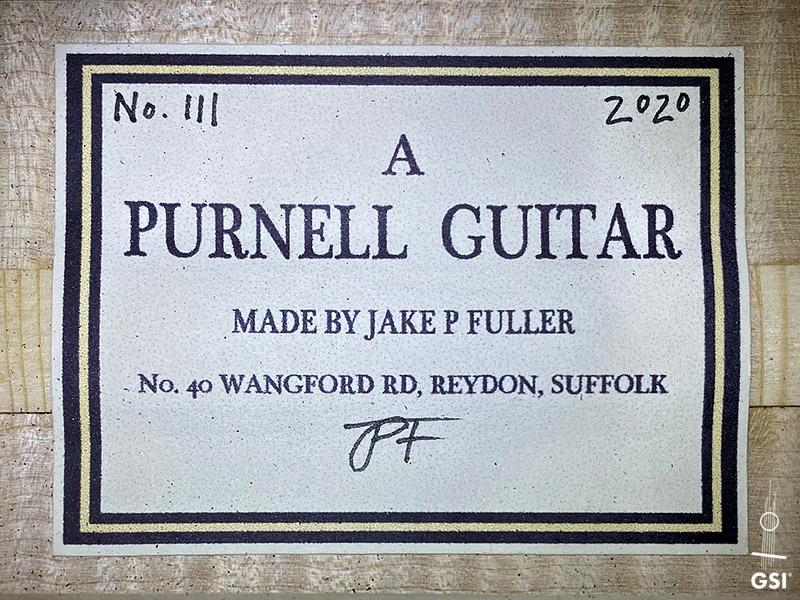 No. 111 2020
A
PURNELL GUITAR
MADE BY JAKE P FULLER
No. 40 WANGFORD RD, REYDON, SUFFOLK
JPF
GSI